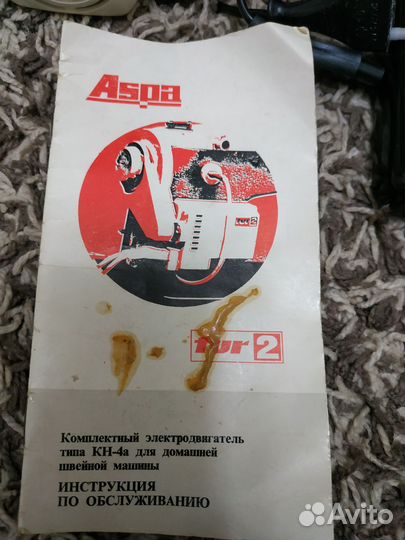 Aspa
tur 2
tur 2
Комплектный электродвигатель
типа КН-4а для домашней
швейной машины
ИНСТРУКЦИЯ
ПО ОБСЛУЖИВАНИЮ
Avito